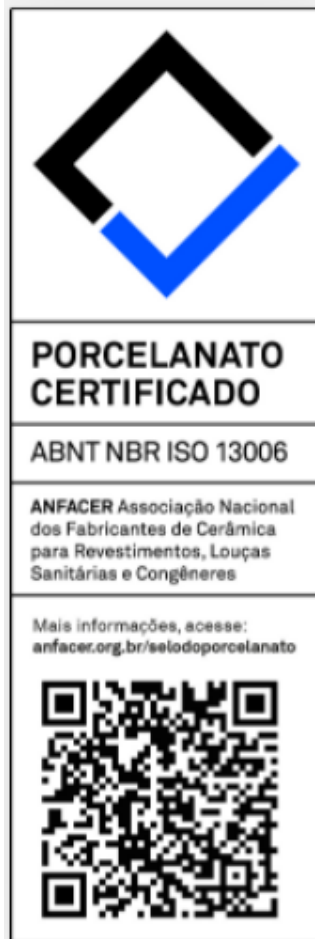 PORCELANATO
CERTIFICADO
ABNT NBR ISO 13006
ANFACER Associação Nacional
dos Fabricantes de Cerâmica
para Revestimentos, Louças
Sanitárias e Congêneres
Mais informações, acesse:
anfacer.org.br/selodoporcelanato